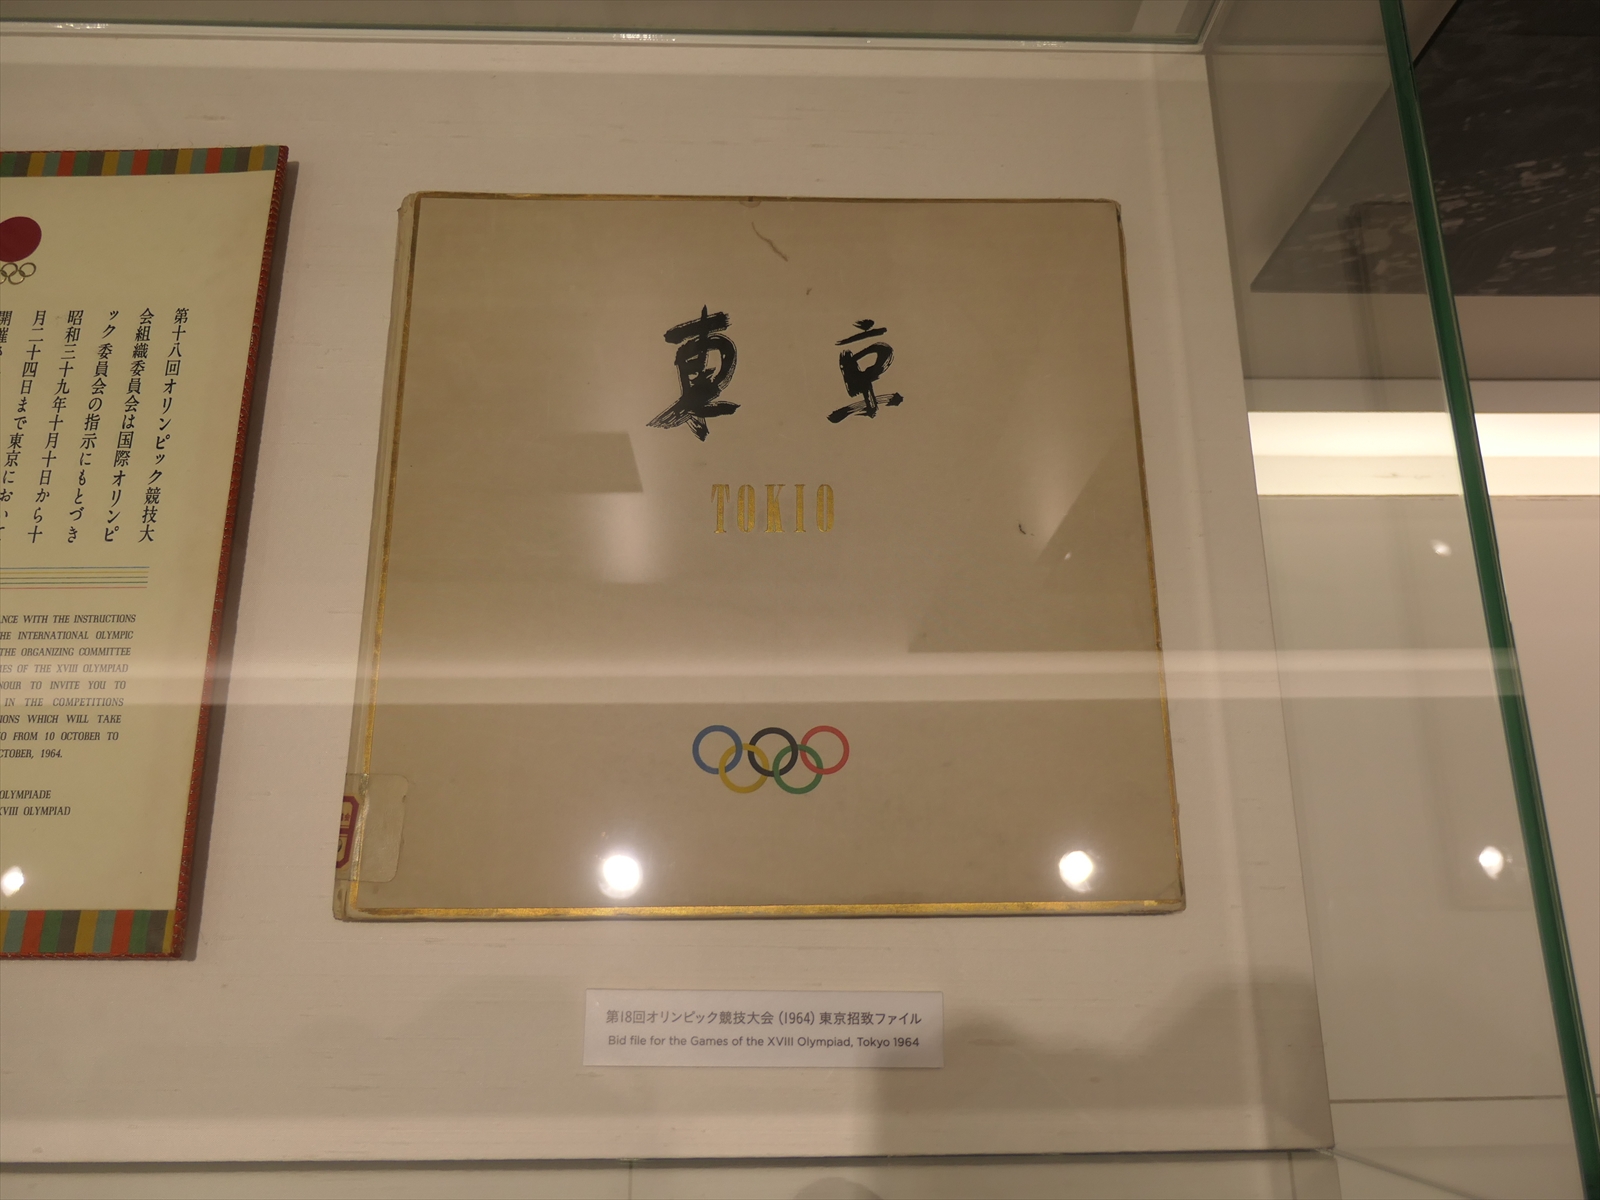 第十八回オリンピック競技大
会組織委員会は国際オリンピ
ック委員会の指示にもとづき
昭和三十九年十月十日から十
月二十四日まで東京において
NCE WITH THE INSTRUCTIONS
HE INTERNATIONAL OLYMPIC
THE ORGANIZING COMMITTEE
MES OF THE XVIII OLYMPIAD
NOUR TO INVITE YOU TO
IN THE COMPETITIONS
IONS WHICH WILL TAKE
O FROM 10 OCTOBER TO
CTOBER, 1964.
OLYMPIADE
XVIII OLYMPIAD
東京
TOKIO
第18回オリンピック競技大会（1964）東京招致ファイル
Bid file for the Games of the XVIII Olympiad, Tokyo 1964